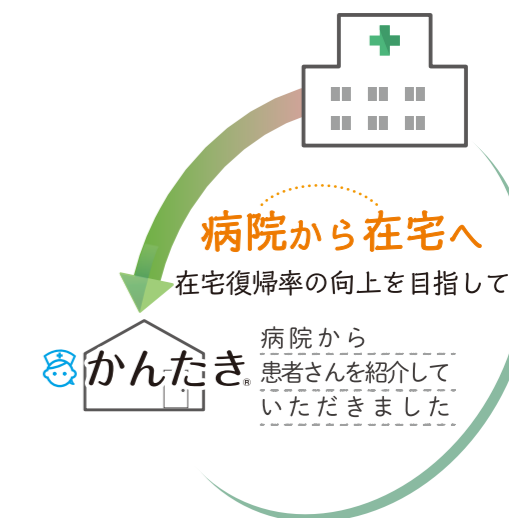 病院から在宅へ
在宅復帰率の向上を目指して
かんたき®
病院から
患者さんを紹介して
いただきました